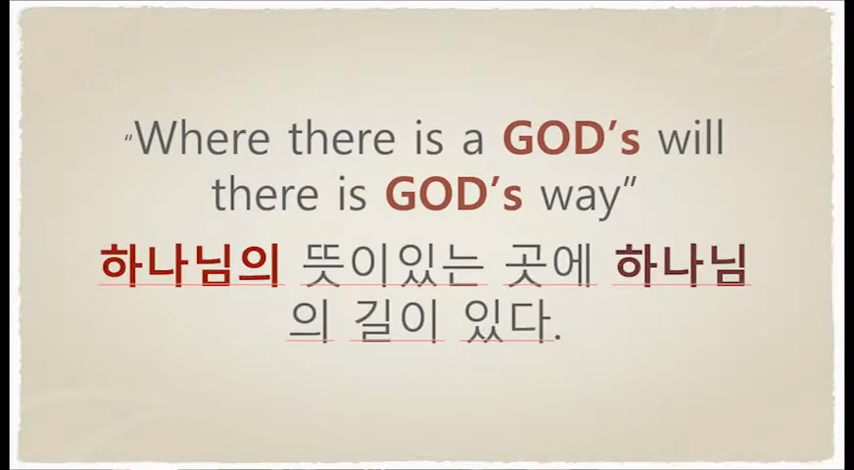 "Where there is a GOD's will
there is GOD's way"
하나님의 뜻이있는 곳에 하나님
의 길이 있다.